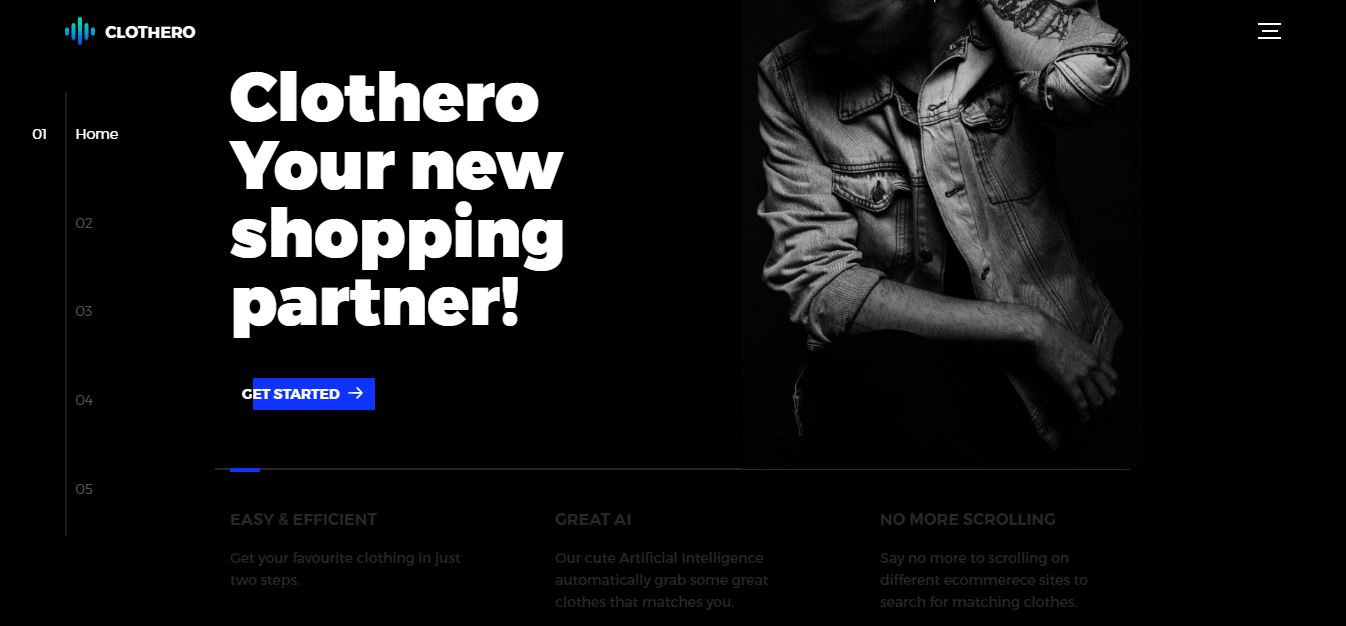 CLOTHERO
01 Home
02
03
04
05
Clothero
Your new
shopping
partner!
GET STARTED →
EASY & EFFICIENT
Get your favourite clothing in just
two steps.
GREAT AI
Our cute Artificial Intelligence
automatically grab some great
clothes that matches you.
NO MORE SCROLLING
Say no more to scrolling on
different ecommerece sites to
search for matching clothes.